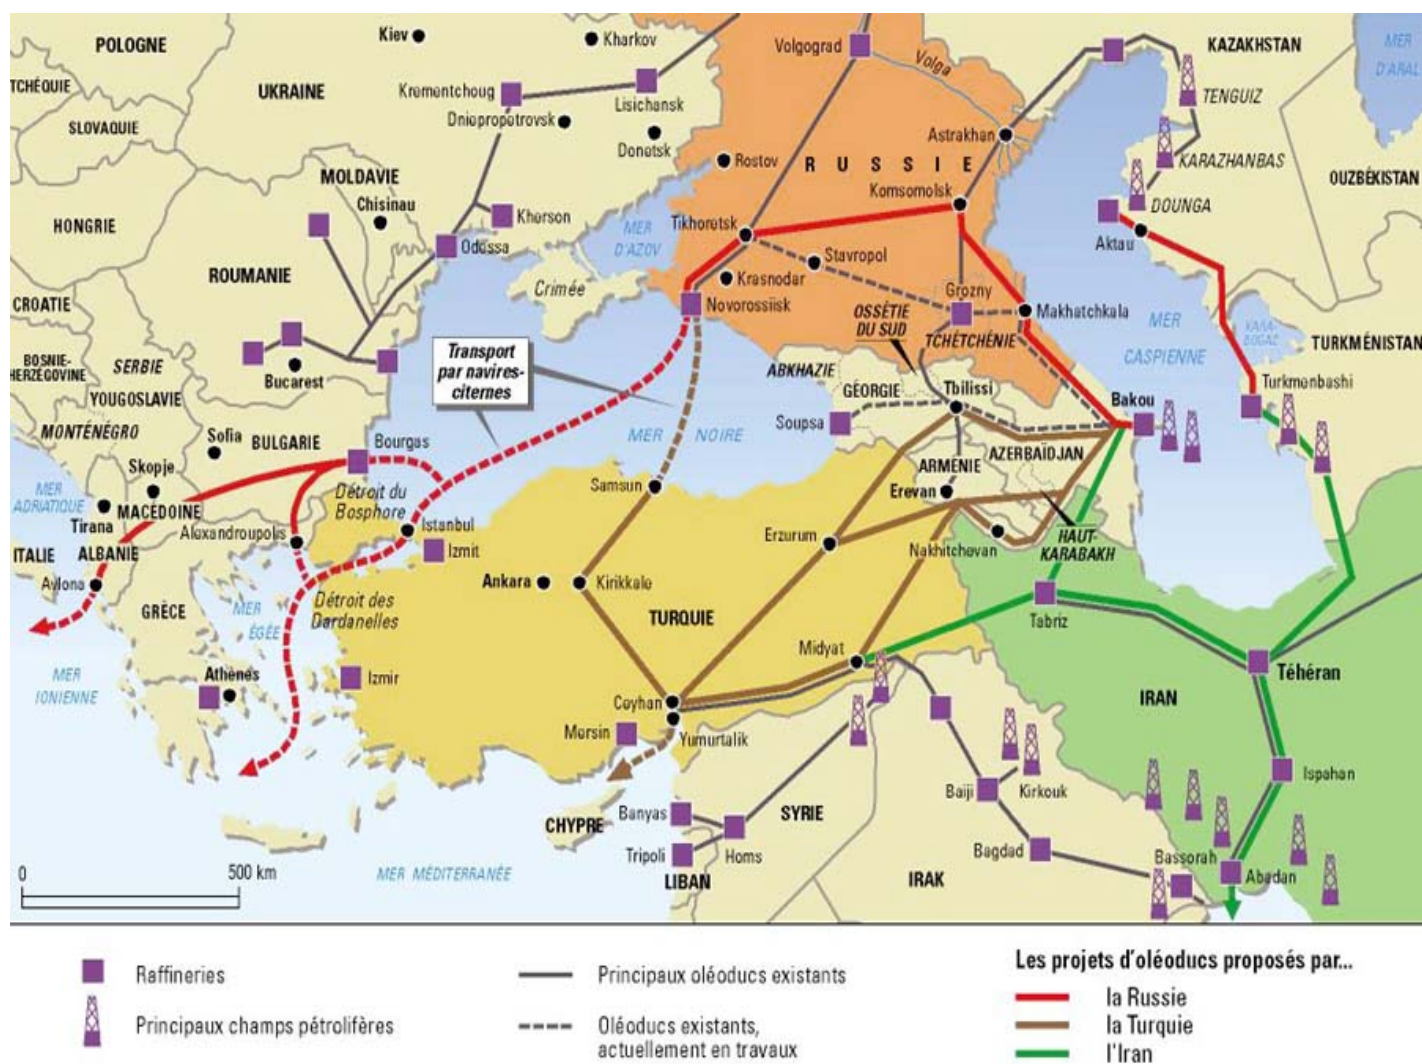 POLOGNE
Kiev
Kharkov
Volgograd
KAZAKHSTAN
MER
D'ARAL
TCHÉQUIE
UKRAINE
Krementchoug
Lisichansk
Volga
TENGUIZ
SLOVAQUIE
Dniepropetrovsk
Donetsk
Astrakhan
Rostov
RUSSIE
KARAZHANBAS
MOLDAVIE
Chisinau
Komsomolsk
OUZBÉKISTAN
HONGRIE
Kherson
DOUNGA
Odessa
MER
D'AZOV
Tikhoretsk
Aktau
Stavropol
ROUMANIE
Crimée
Krasnodar
CROATIE
Novorossiisk
Grozny
OSSÉTIE
DU SUD
Makhatchkala
MER
CASPIENNE
KARA-
BOGAZ
TCHÉTCHÉNIE
TURKMÉNISTAN
BOSNIE-
HERZÉGOVINE
SERBIE
Bucarest
Transport
par navires-
citernes
ABKHAZIE
GÉORGIE
Tbilissi
Turkmenbashi
YOUGOSLAVIE
Bakou
MONTÉNÉGRO
Sofia
BULGARIE
Bourgas
MER NOIRE
Soupsa
AZERBAÏDJAN
ARMÉNIE
Skopje
MER
ADRIATIQUE
MACÉDOINE
Détroit du
Bosphore
Samsun
Erevan
Tirana
Alexandroupolis
Istanbul
Erzurum
Nakhitchevan
HAUT-
KARABAKH
ITALIE
ALBANIE
Izmit
Avlona
Ankara
Kirikkale
GRÈCE
MER
ÉGÉE
Détroit des
Dardanelles
TURQUIE
Tabriz
Midyat
MER
IONIENNE
Athènes
Izmir
Téhéran
Ceyhan
IRAN
Mersin
Yumurtalik
Ispahan
Banyas
CHYPRE
SYRIE
Baiji
Kirkouk
Tripoli
Homs
Bagdad
Bassorah
Abadan
0
500 km
MER MÉDITERRANÉE
LIBAN
IRAK
Raffineries
Principaux champs pétrolifères
Principaux oléoducs existants
Oléoducs existants,
actuellement en travaux
Les projets d'oléoducs proposés par...
la Russie
la Turquie
l'Iran